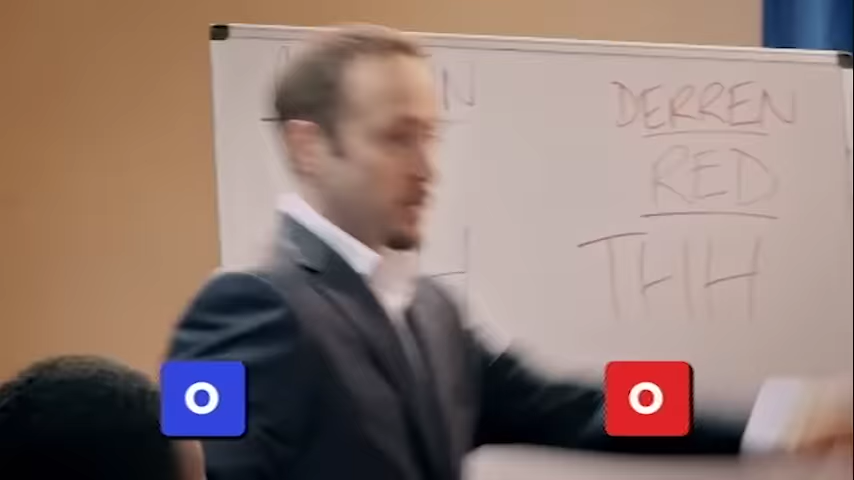 N DERREN
RED
THH
O O